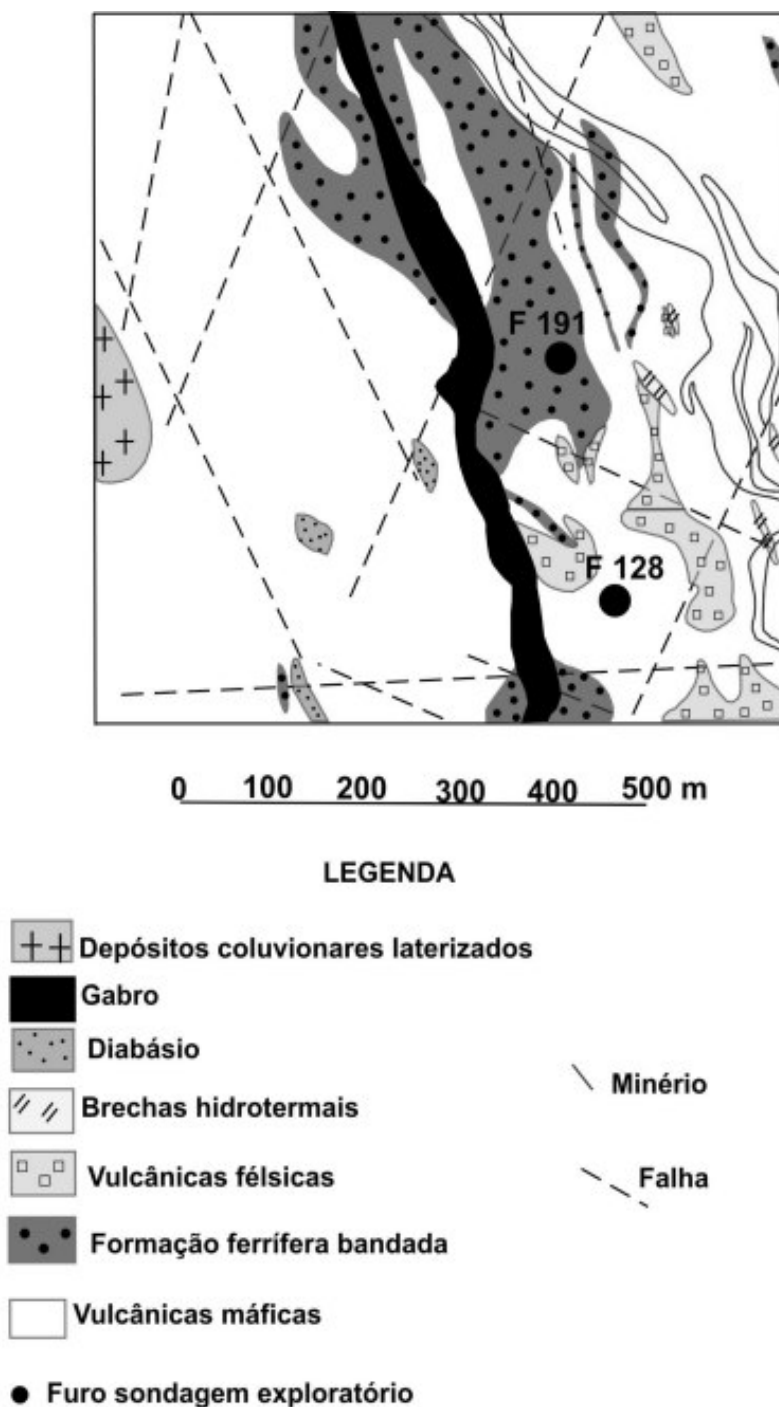 F 191
F 128
0 100 200 300 400 500 m
LEGENDA
Depósitos coluvionares laterizados
Gabro
Diabásio
Brechas hidrotermais
Minério
Vulcânicas félsicas
Falha
Formação ferrífera bandada
Vulcânicas máficas
Furo sondagem exploratório